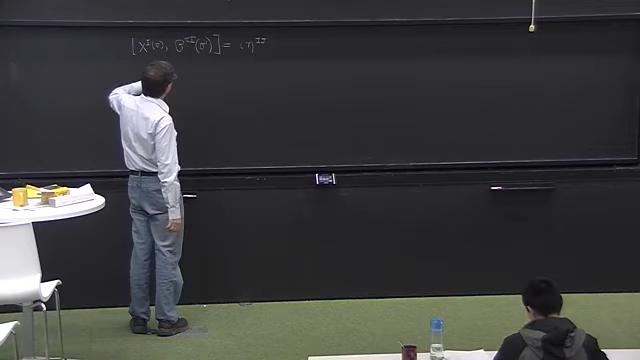 [X^I(σ), P^{τJ}(σ')] = iη^{IJ}